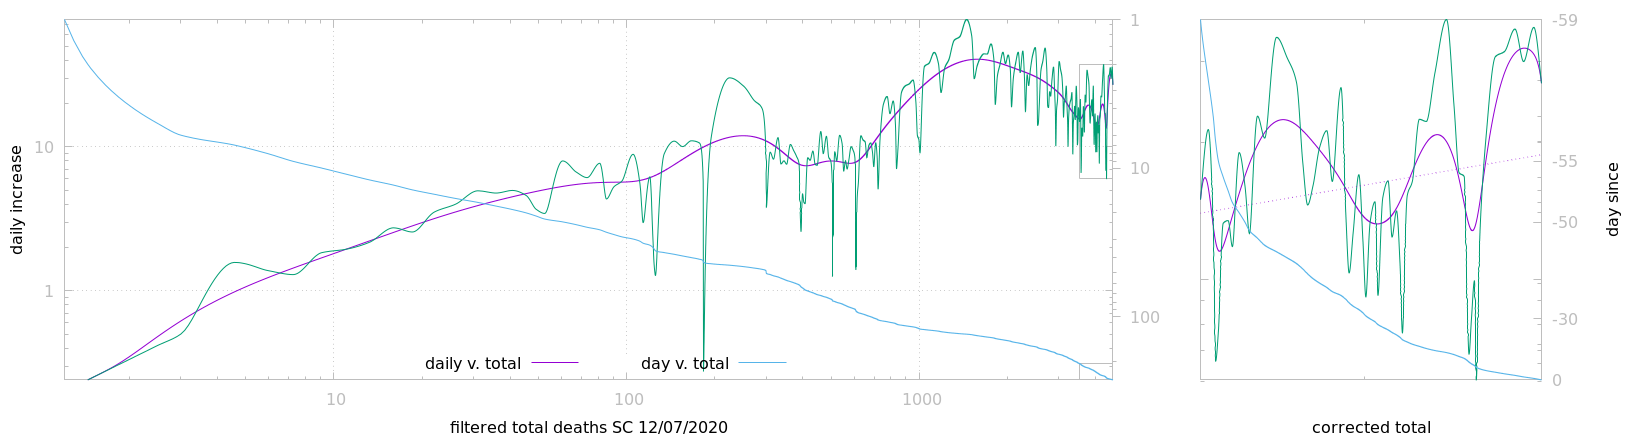 daily increase
10
1
daily v. total
day v. total
10
100
1000
filtered total deaths SC 12/07/2020
1
10
100
-59
-55
-50
-30
0
day since
corrected total